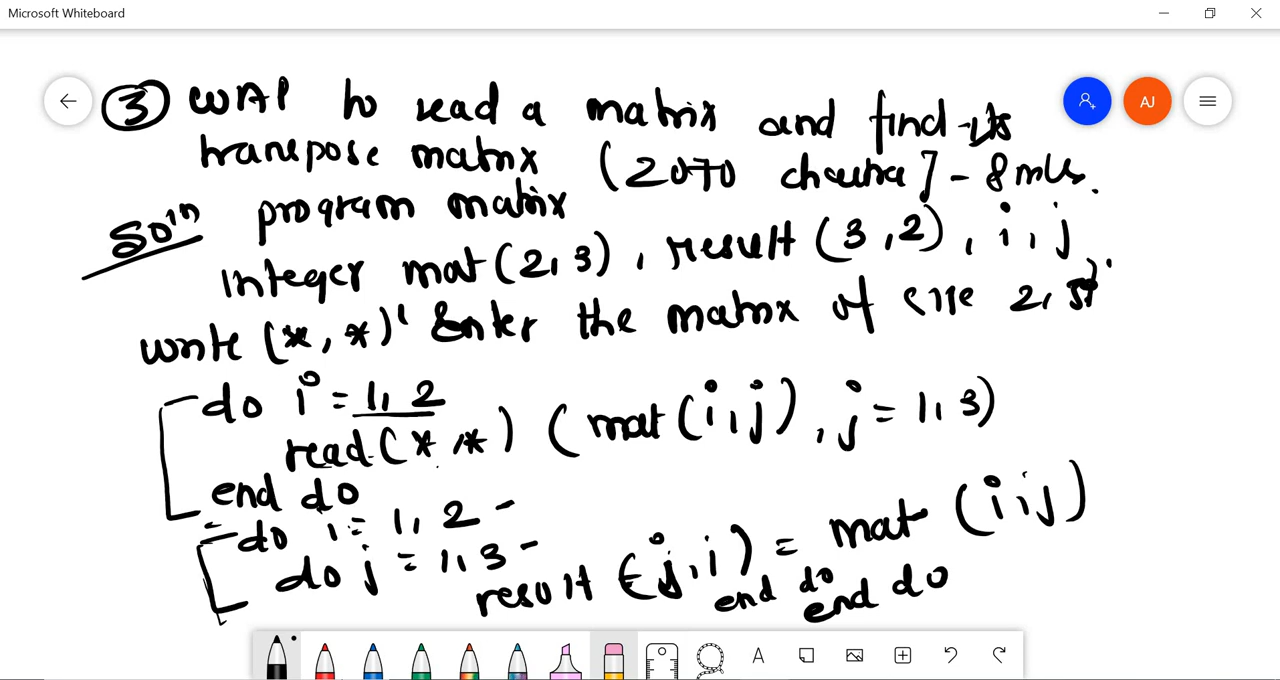 Microsoft Whiteboard
AJ
③ WAP to read a matrix and find its
transpose matrix (2070 chaitra] - 8 mks.
Solⁿ program matrix
integer mat(2,3), result(3,2), i, j
write (*,*)' Enter the matrix of size 2,3'
do i = 1, 2
read(*,*) (mat(i,j), j = 1, 3)
end do
do i = 1, 2
do j = 1, 3
result (j, i) = mat (i, j)
end do
end do
A